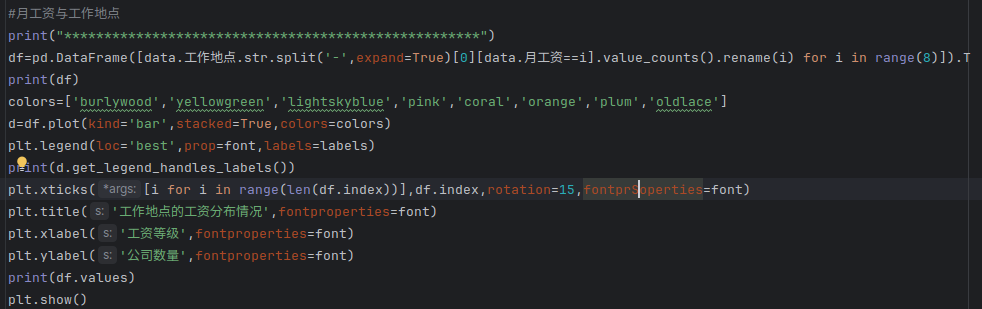 #月工资与工作地点
print("****************************************************")
df=pd.DataFrame([data.工作地点.str.split('-',expand=True)[0][data.月工资==i].value_counts().rename(i) for i in range(8)]).T
print(df)
colors=['burlywood','yellowgreen','lightskyblue','pink','coral','orange','plum','oldlace']
d=df.plot(kind='bar',stacked=True,colors=colors)
plt.legend(loc='best',prop=font,labels=labels)
print(d.get_legend_handles_labels())
plt.xticks( *args: [i for i in range(len(df.index))],df.index,rotation=15,fontprSoperties=font)
plt.title( s: '工作地点的工资分布情况',fontproperties=font)
plt.xlabel( s: '工资等级',fontproperties=font)
plt.ylabel( s: '公司数量',fontproperties=font)
print(df.values)
plt.show()